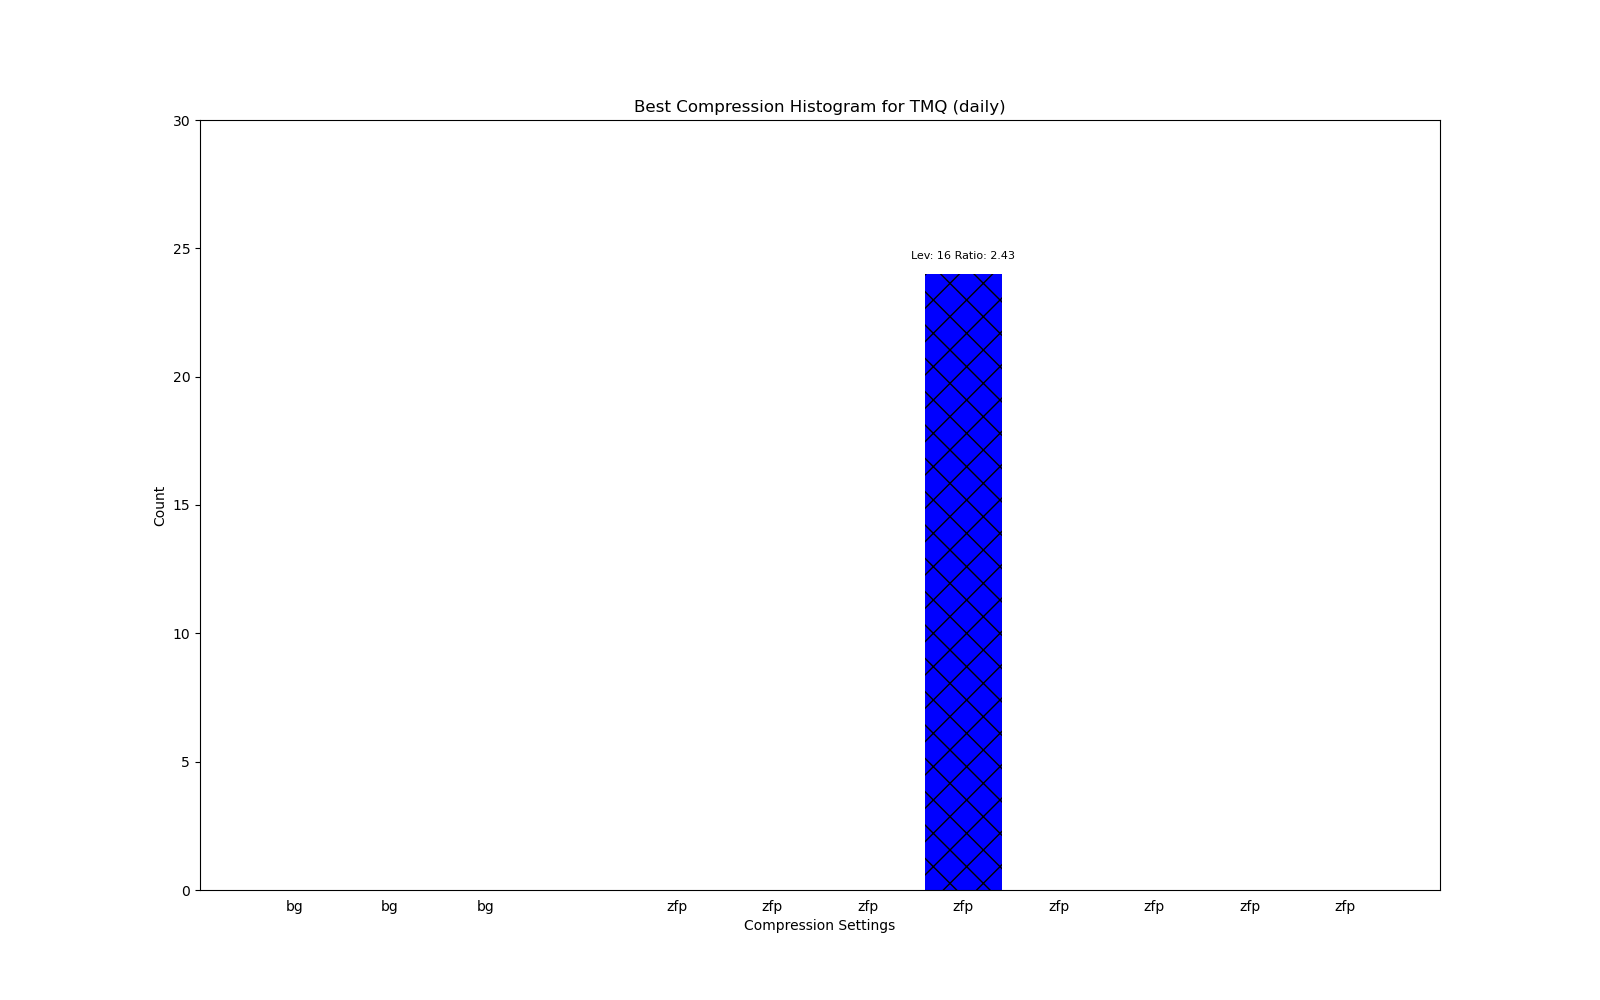 Best Compression Histogram for TMQ (daily)
30
25
20
15
10
5
0
Count
Lev: 16 Ratio: 2.43
bg bg bg zfp zfp zfp zfp zfp zfp zfp zfp
Compression Settings